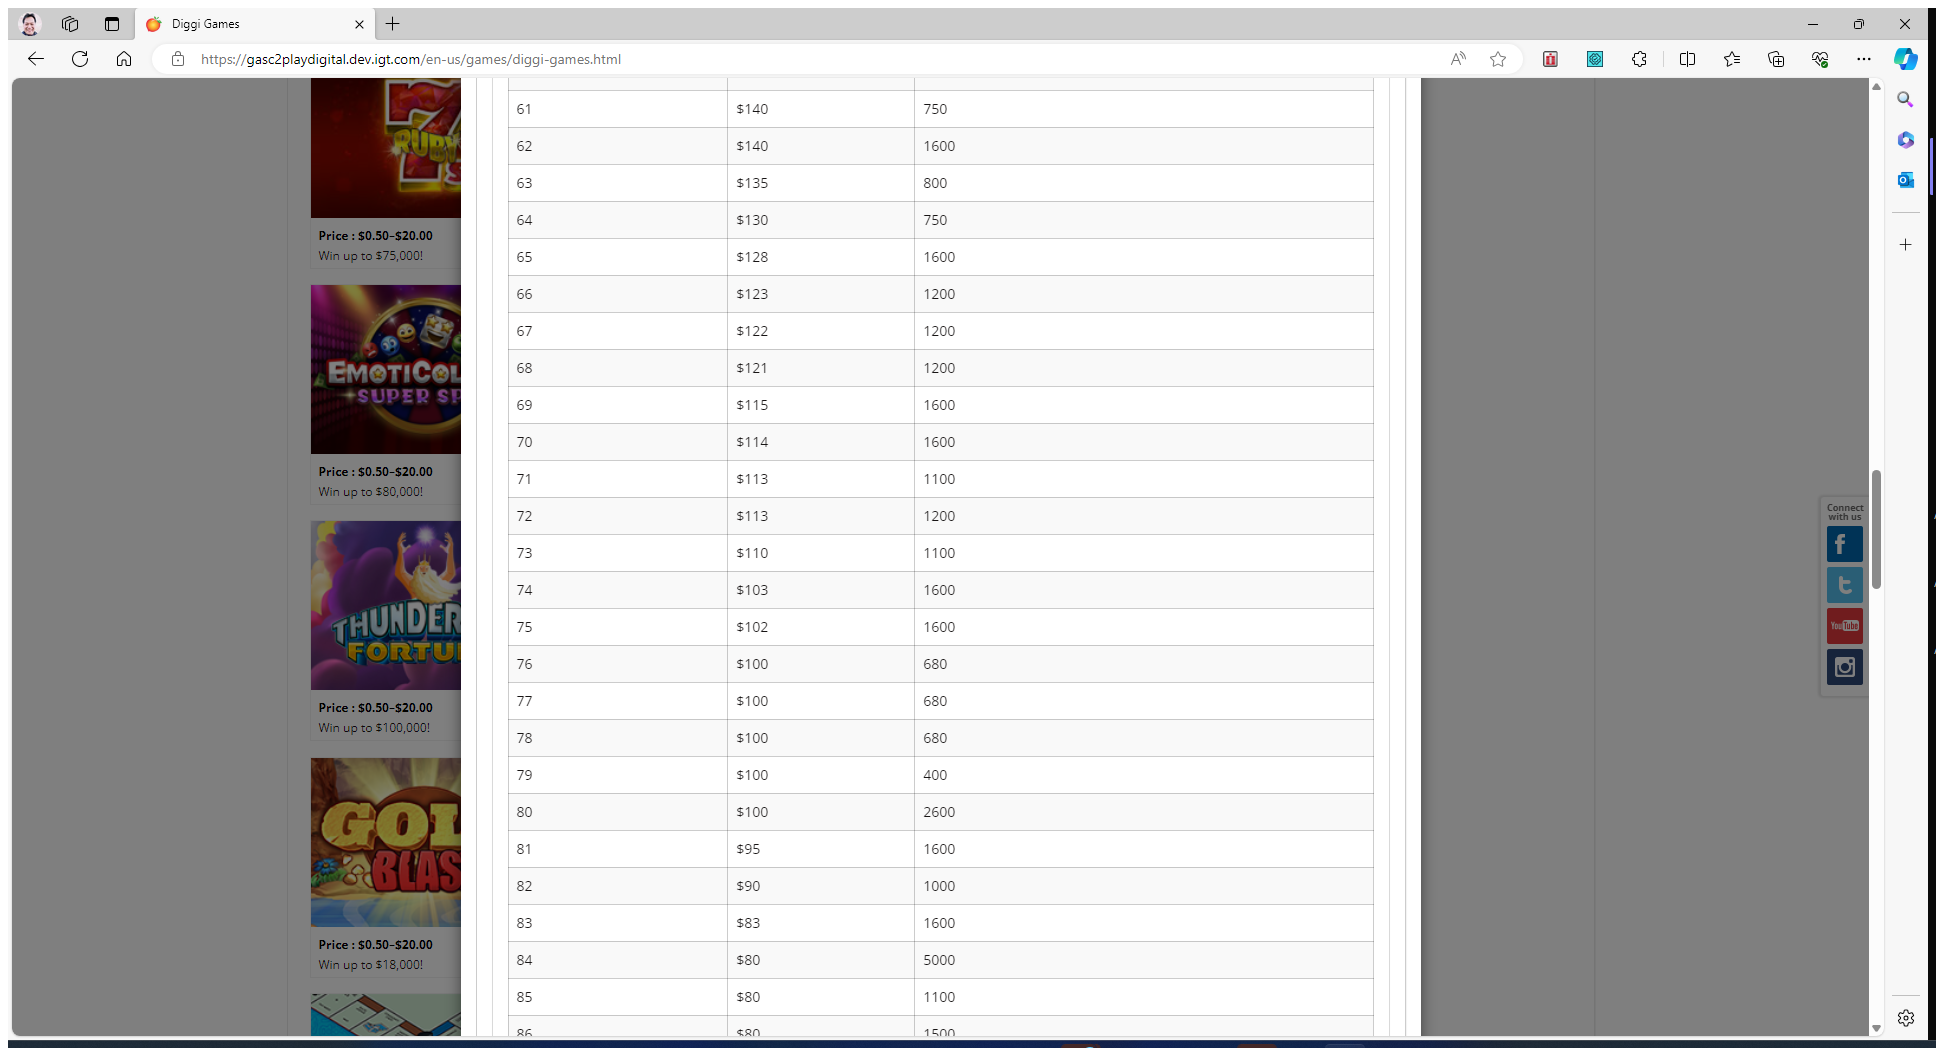 Diggi Games
https://gasc2playdigital.dev.igt.com/en-us/games/diggi-games.html
RUBY
Price : $0.50–$20.00
Win up to $75,000!
SUPER
Price : $0.50–$20.00
Win up to $80,000!
THUNDER
Price : $0.50–$20.00
Win up to $100,000!
Price : $0.50–$20.00
Win up to $18,000!
61 $140 750
62 $140 1600
63 $135 800
64 $130 750
65 $128 1600
66 $123 1200
67 $122 1200
68 $121 1200
69 $115 1600
70 $114 1600
71 $113 1100
72 $113 1200
73 $110 1100
74 $103 1600
75 $102 1600
76 $100 680
77 $100 680
78 $100 680
79 $100 400
80 $100 2600
81 $95 1600
82 $90 1000
83 $83 1600
84 $80 5000
85 $80 1100
86 $80 1500
Connect
with us
You Tube